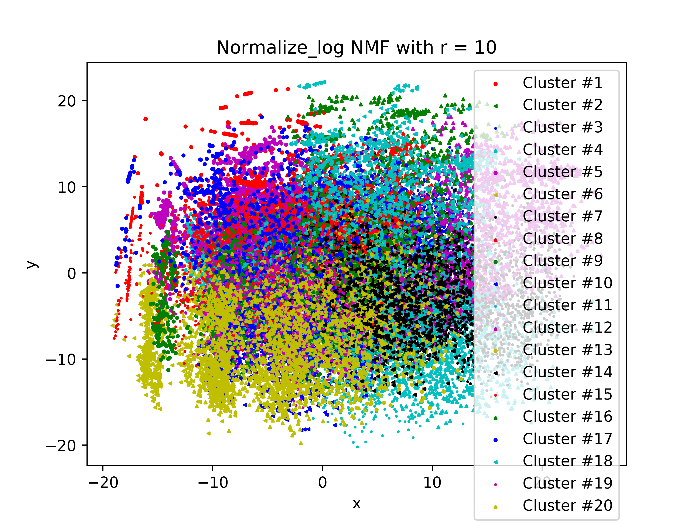 Normalize_log NMF with r = 10
Cluster #1
Cluster #2
Cluster #3
Cluster #4
Cluster #5
Cluster #6
Cluster #7
Cluster #8
Cluster #9
Cluster #10
Cluster #11
Cluster #12
Cluster #13
Cluster #14
Cluster #15
Cluster #16
Cluster #17
Cluster #18
Cluster #19
Cluster #20
20
10
0
−10
−20
y
−20 −10 0 10
x